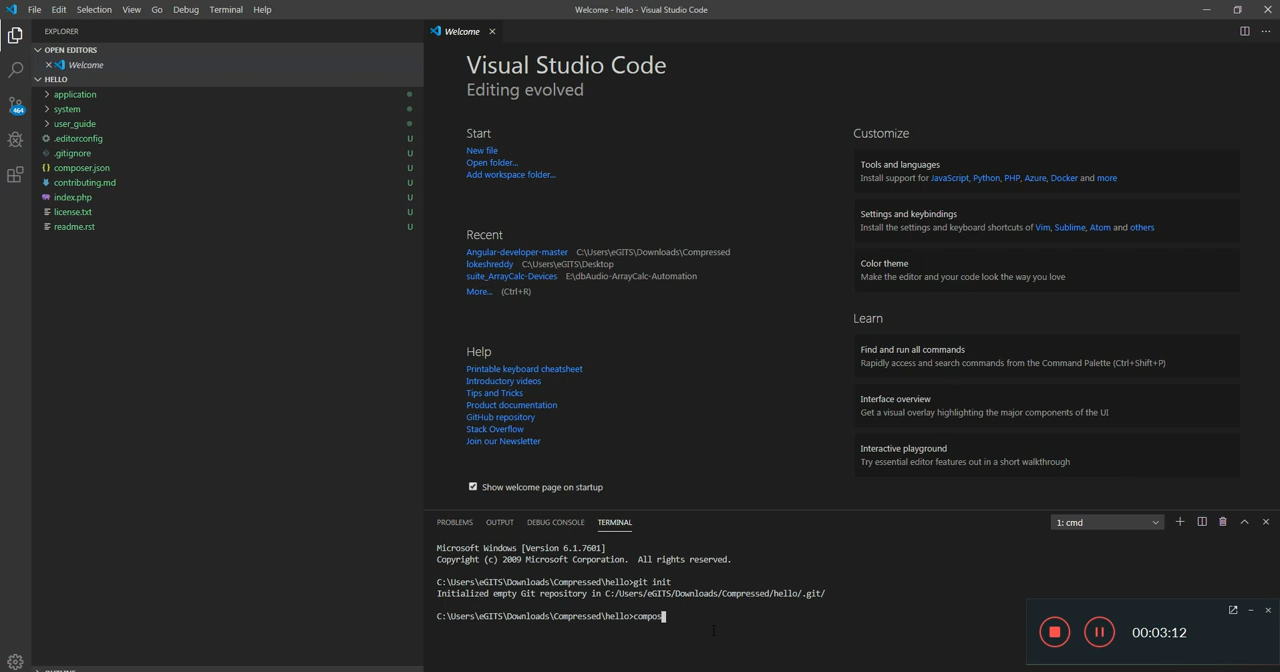 File Edit Selection View Go Debug Terminal Help
Welcome - hello - Visual Studio Code
EXPLORER
OPEN EDITORS
Welcome
HELLO
application
system
user_guide
.editorconfig U
.gitignore U
composer.json U
contributing.md U
index.php U
license.txt U
readme.rst U
464
Welcome
Visual Studio Code
Editing evolved
Start
New file
Open folder...
Add workspace folder...
Recent
Angular-developer-master C:\Users\eGITS\Downloads\Compressed
lokeshreddy C:\Users\eGITS\Desktop
suite_ArrayCalc-Devices E:\dbAudio-ArrayCalc-Automation
More... (Ctrl+R)
Help
Printable keyboard cheatsheet
Introductory videos
Tips and Tricks
Product documentation
GitHub repository
Stack Overflow
Join our Newsletter
Show welcome page on startup
Customize
Tools and languages
Install support for JavaScript, Python, PHP, Azure, Docker and more
Settings and keybindings
Install the settings and keyboard shortcuts of Vim, Sublime, Atom and others
Color theme
Make the editor and your code look the way you love
Learn
Find and run all commands
Rapidly access and search commands from the Command Palette (Ctrl+Shift+P)
Interface overview
Get a visual overlay highlighting the major components of the UI
Interactive playground
Try essential editor features out in a short walkthrough
PROBLEMS OUTPUT DEBUG CONSOLE TERMINAL
1: cmd
Microsoft Windows [Version 6.1.7601]
Copyright (c) 2009 Microsoft Corporation. All rights reserved.
C:\Users\eGITS\Downloads\Compressed\hello>git init
Initialized empty Git repository in C:/Users/eGITS/Downloads/Compressed/hello/.git/
C:\Users\eGITS\Downloads\Compressed\hello>compos
00:03:12